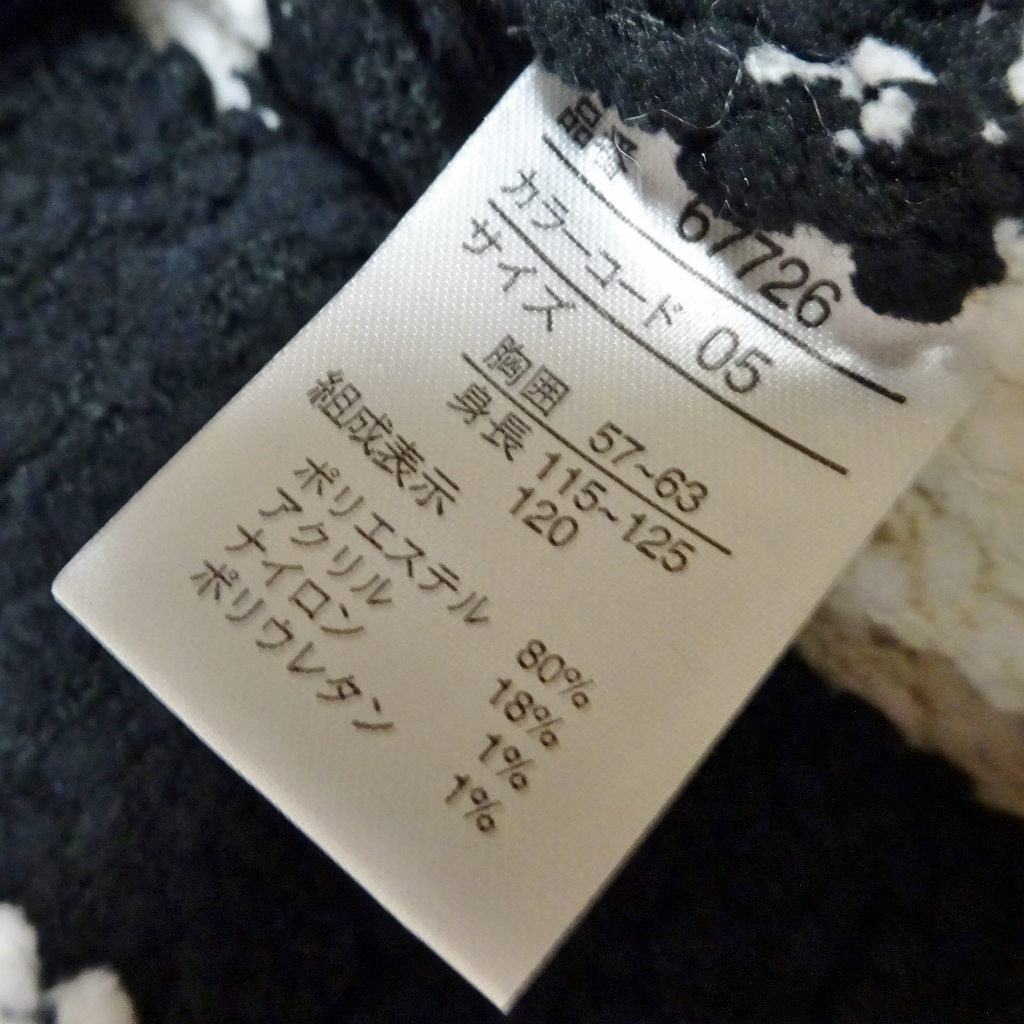 品番 67726
カラーコード 05
サイズ
胸囲 57~63
身長 115~125
120
組成表示
ポリエステル 80%
アクリル 18%
ナイロン 1%
ポリウレタン 1%